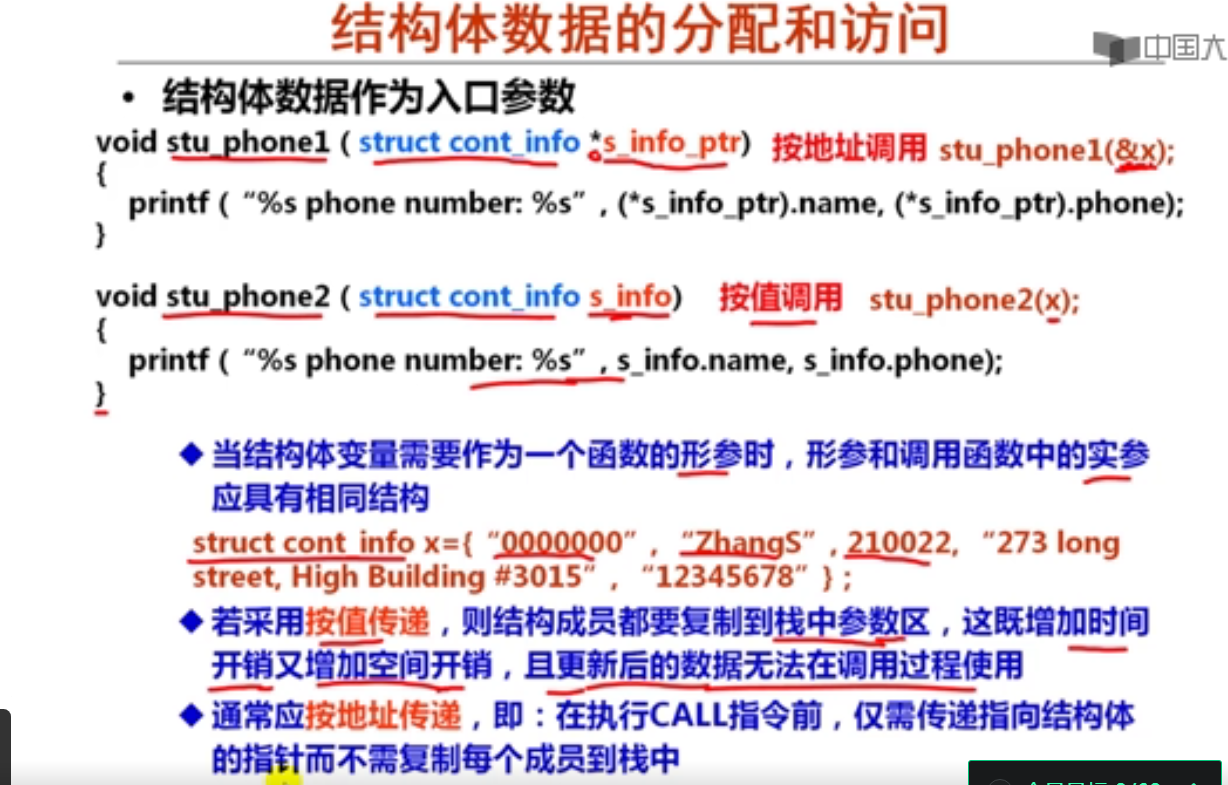 结构体数据的分配和访问
中国大
• 结构体数据作为入口参数
void stu_phone1 ( struct cont_info *s_info_ptr) 按地址调用 stu_phone1(&x);
{
printf ( “%s phone number: %s” , (*s_info_ptr).name, (*s_info_ptr).phone);
}
void stu_phone2 ( struct cont_info s_info) 按值调用 stu_phone2(x);
{
printf ( “%s phone number: %s” , s_info.name, s_info.phone);
}
◆ 当结构体变量需要作为一个函数的形参时，形参和调用函数中的实参
应具有相同结构
struct cont_info x={ “0000000” , “ZhangS” , 210022, “273 long
street, High Building #3015” , “12345678” } ;
◆ 若采用按值传递，则结构成员都要复制到栈中参数区，这既增加时间
开销又增加空间开销，且更新后的数据无法在调用过程使用
◆ 通常应按地址传递，即：在执行CALL指令前，仅需传递指向结构体
的指针而不需复制每个成员到栈中